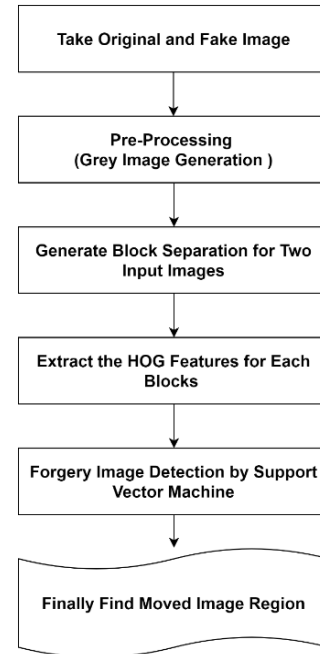 Take Original and Fake Image
Pre-Processing
(Grey Image Generation )
Generate Block Separation for Two
Input Images
Extract the HOG Features for Each
Blocks
Forgery Image Detection by Support
Vector Machine
Finally Find Moved Image Region